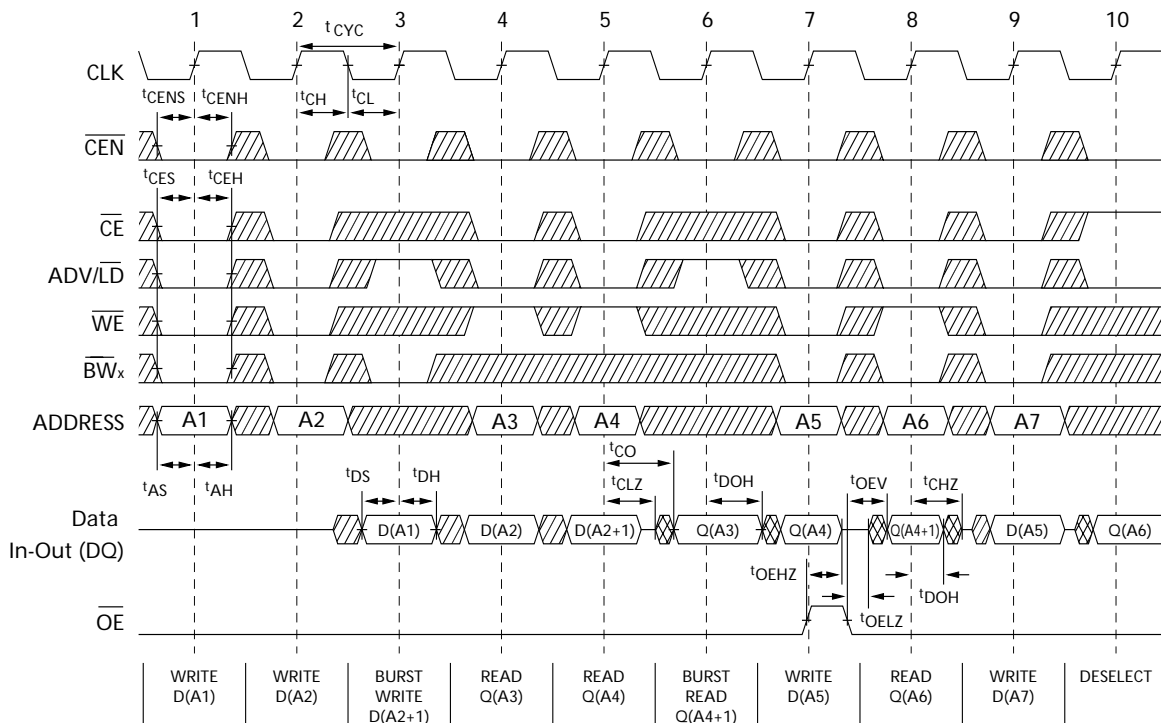 1 2 3 4 5 6 7 8 9 10
tCYC
CLK
tCENS tCENH tCH tCL
CEN
tCES tCEH
CE
ADV/LD
WE
BWx
ADDRESS A1 A2 A3 A4 A5 A6 A7
tCO
tAS tAH tDS tDH tCLZ tDOH tOEV tCHZ
Data
In-Out (DQ) D(A1) D(A2) D(A2+1) Q(A3) Q(A4) Q(A4+1) D(A5) Q(A6)
tOEHZ tDOH
tOELZ
OE
WRITE WRITE BURST READ READ BURST WRITE READ WRITE DESELECT
D(A1) D(A2) WRITE Q(A3) Q(A4) READ D(A5) Q(A6) D(A7)
D(A2+1) Q(A4+1)